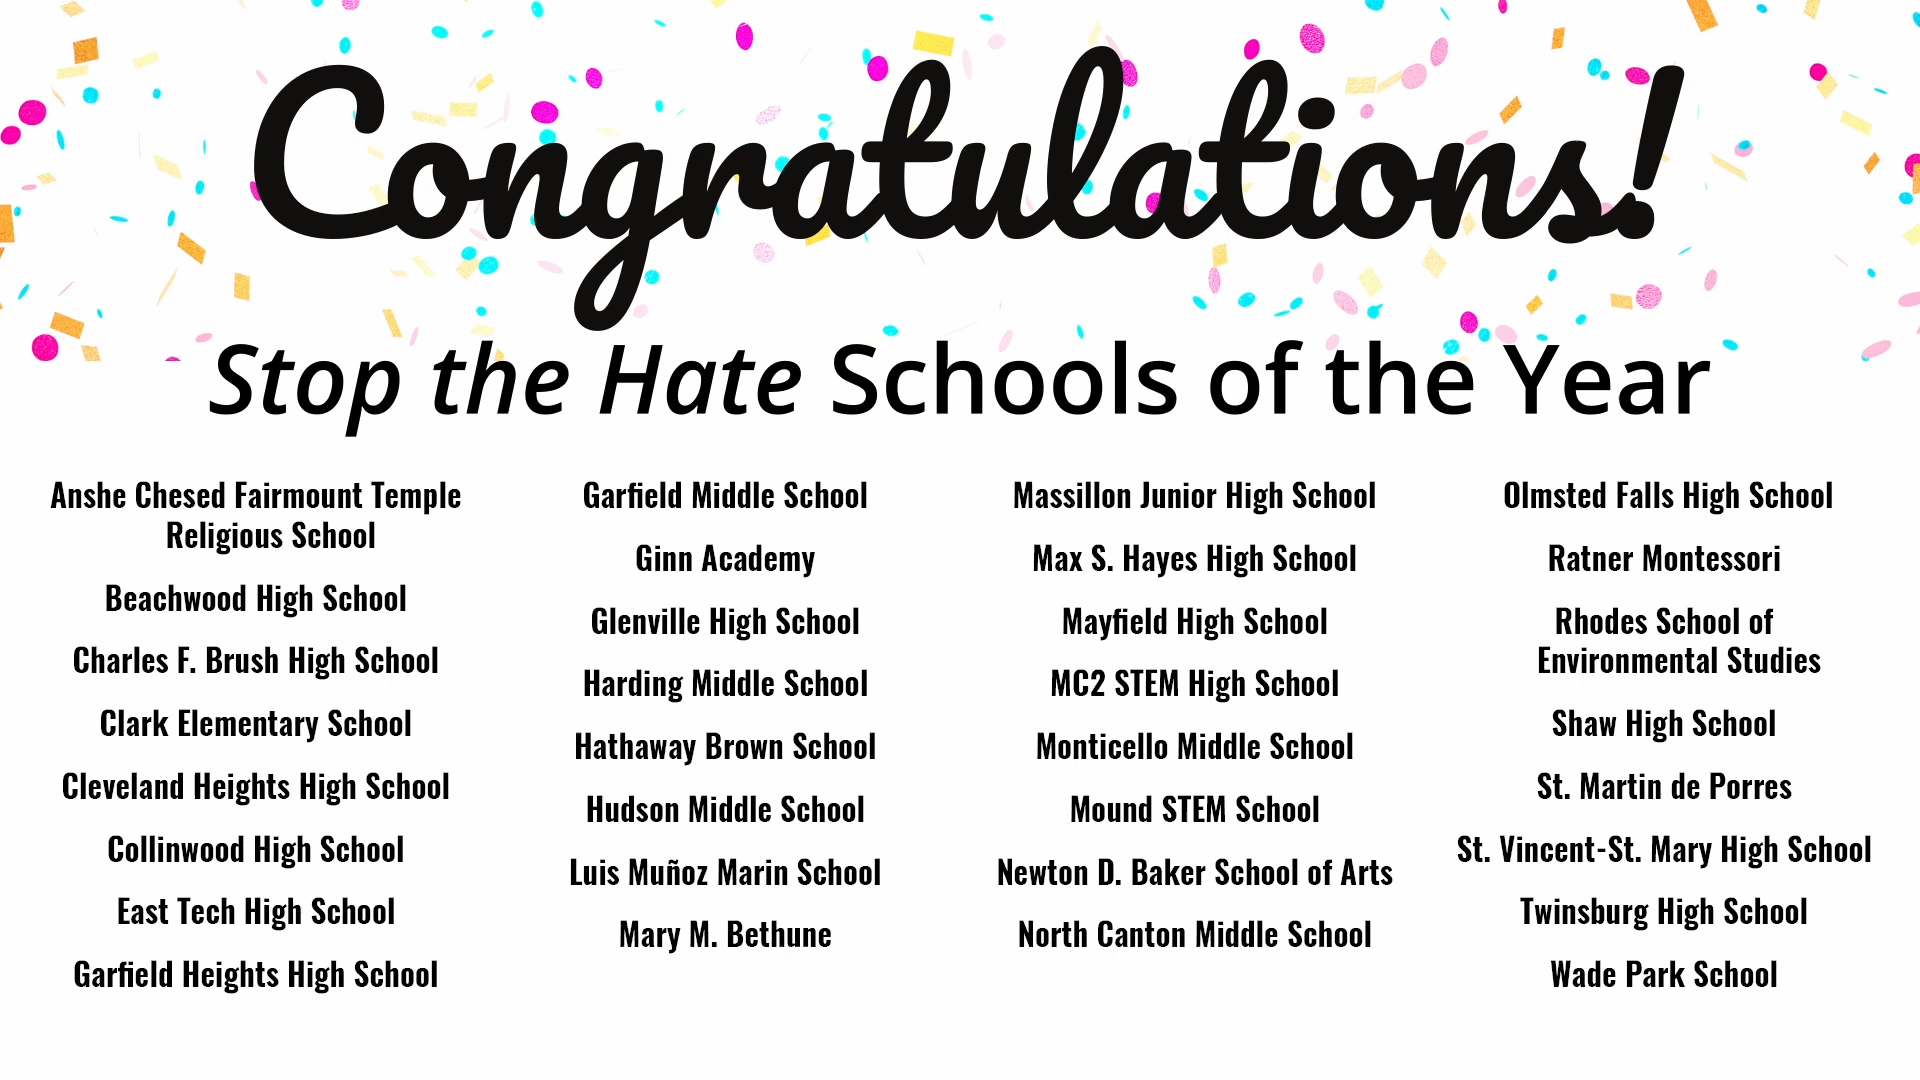 Congratulations!
Stop the Hate Schools of the Year
Anshe Chesed Fairmount Temple
Religious School
Beachwood High School
Charles F. Brush High School
Clark Elementary School
Cleveland Heights High School
Collinwood High School
East Tech High School
Garfield Heights High School
Garfield Middle School
Ginn Academy
Glenville High School
Harding Middle School
Hathaway Brown School
Hudson Middle School
Luis Muñoz Marin School
Mary M. Bethune
Massillon Junior High School
Max S. Hayes High School
Mayfield High School
MC2 STEM High School
Monticello Middle School
Mound STEM School
Newton D. Baker School of Arts
North Canton Middle School
Olmsted Falls High School
Ratner Montessori
Rhodes School of
Environmental Studies
Shaw High School
St. Martin de Porres
St. Vincent-St. Mary High School
Twinsburg High School
Wade Park School